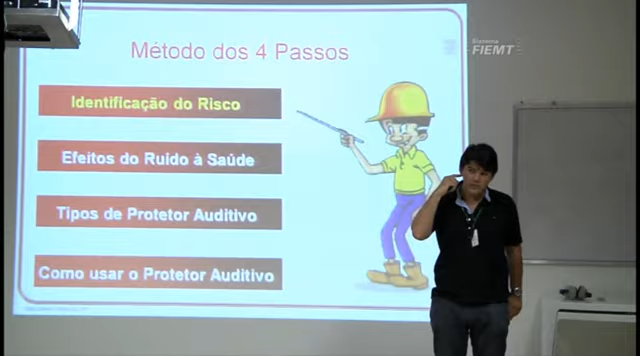 Método dos 4 Passos
Sistema
FIEMT
Identificação do Risco
Efeitos do Ruído à Saúde
Tipos de Protetor Auditivo
Como usar o Protetor Auditivo